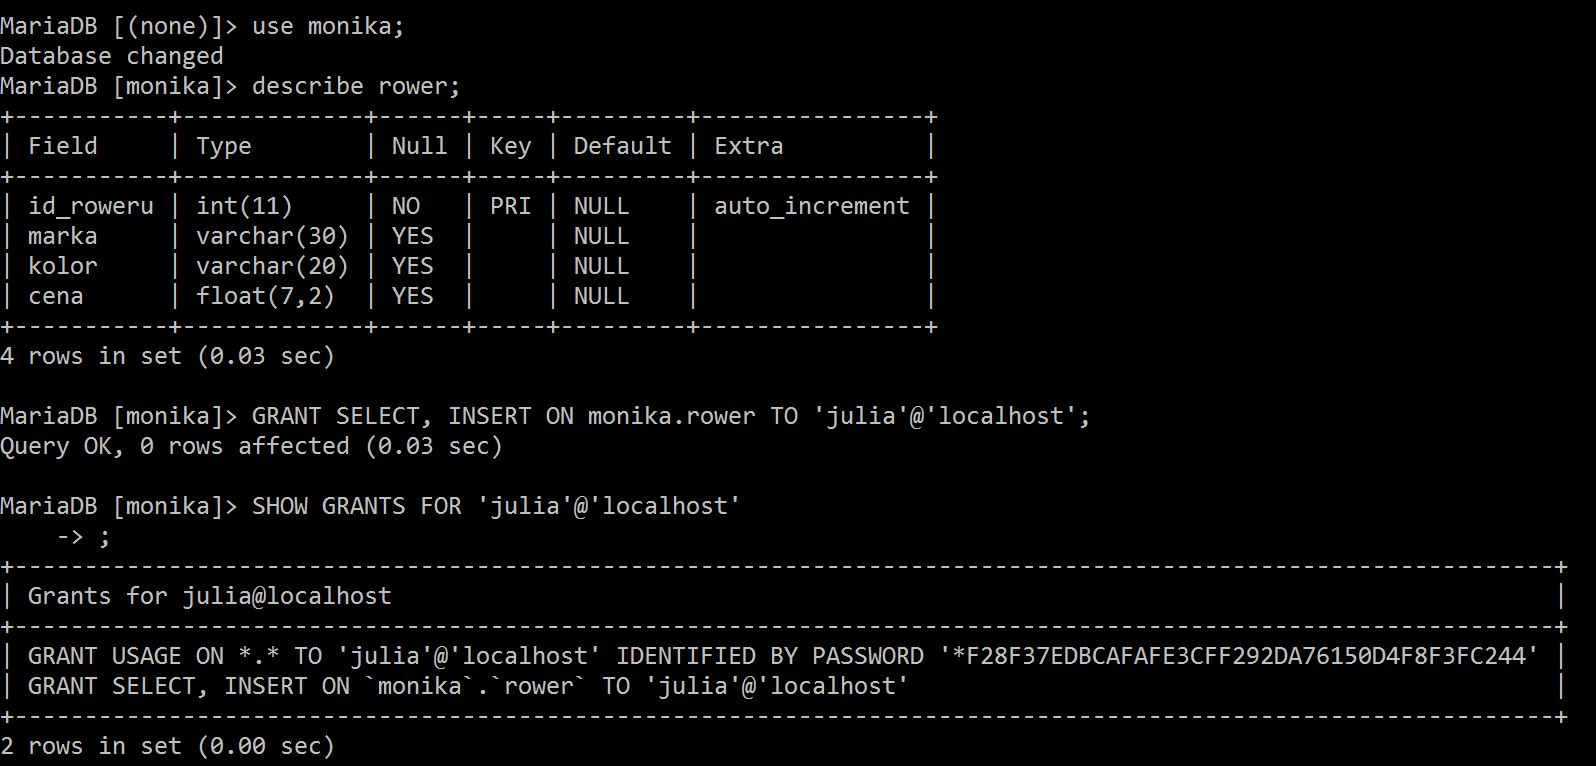 MariaDB [(none)]> use monika;
Database changed
MariaDB [monika]> describe rower;
+-----------+-------------+------+-----+---------+----------------+
| Field     | Type        | Null | Key | Default | Extra          |
+-----------+-------------+------+-----+---------+----------------+
| id_roweru | int(11)     | NO   | PRI | NULL    | auto_increment |
| marka     | varchar(30) | YES  |     | NULL    |                |
| kolor     | varchar(20) | YES  |     | NULL    |                |
| cena      | float(7,2)  | YES  |     | NULL    |                |
+-----------+-------------+------+-----+---------+----------------+
4 rows in set (0.03 sec)

MariaDB [monika]> GRANT SELECT, INSERT ON monika.rower TO 'julia'@'localhost';
Query OK, 0 rows affected (0.03 sec)

MariaDB [monika]> SHOW GRANTS FOR 'julia'@'localhost'
    -> ;
+--------------------------------------------------------------------------------------------------------------+
| Grants for julia@localhost                                                                                   |
+--------------------------------------------------------------------------------------------------------------+
| GRANT USAGE ON *.* TO 'julia'@'localhost' IDENTIFIED BY PASSWORD '*F28F37EDBCAFAFE3CFF292DA76150D4F8F3FC244' |
| GRANT SELECT, INSERT ON `monika`.`rower` TO 'julia'@'localhost'                                              |
+--------------------------------------------------------------------------------------------------------------+
2 rows in set (0.00 sec)